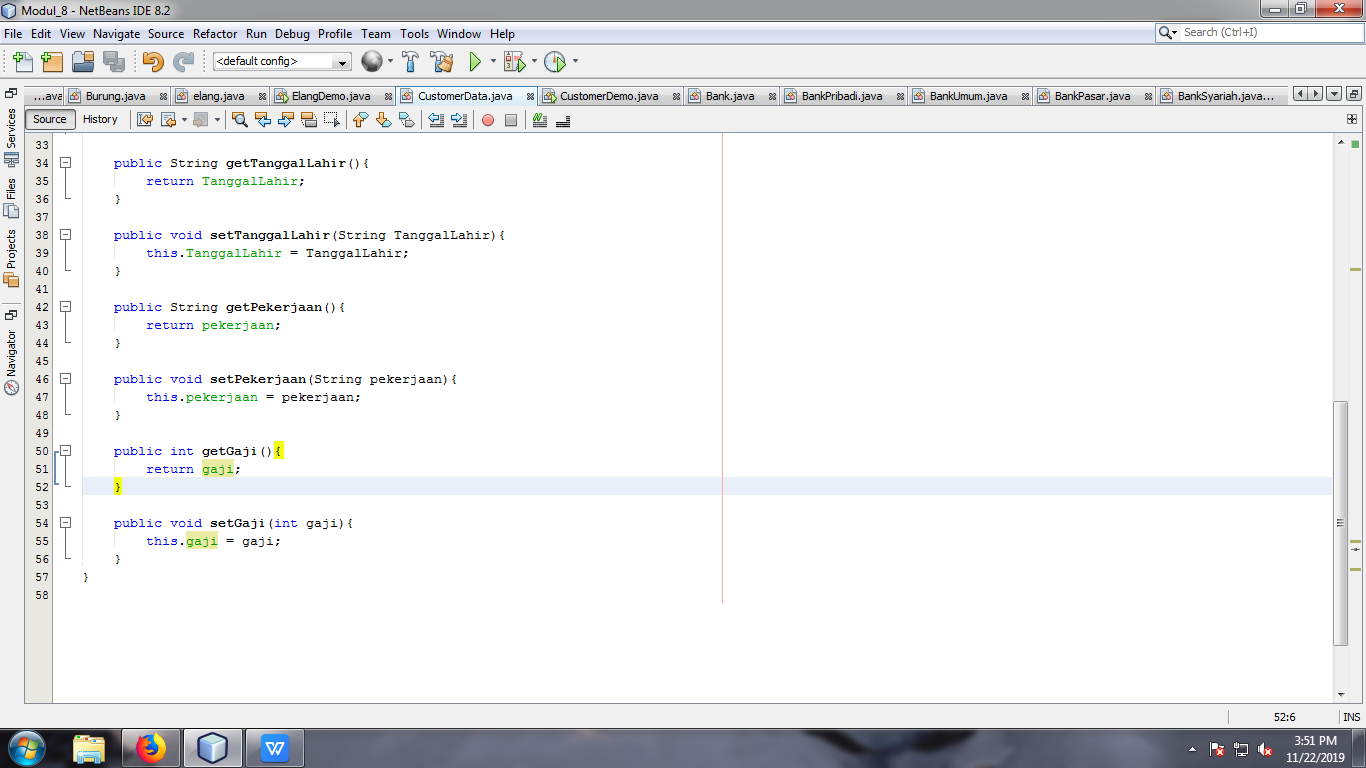 Modul_8 - NetBeans IDE 8.2
File Edit View Navigate Source Refactor Run Debug Profile Team Tools Window Help
Search (Ctrl+I)
<default config>
...ava Burung.java elang.java ElangDemo.java CustomerData.java CustomerDemo.java Bank.java BankPribadi.java BankUmum.java BankPasar.java BankSyariah.java...
Source History
Services
Files
Projects
Navigator
33
34 public String getTanggalLahir(){
35 return TanggalLahir;
36 }
37
38 public void setTanggalLahir(String TanggalLahir){
39 this.TanggalLahir = TanggalLahir;
40 }
41
42 public String getPekerjaan(){
43 return pekerjaan;
44 }
45
46 public void setPekerjaan(String pekerjaan){
47 this.pekerjaan = pekerjaan;
48 }
49
50 public int getGaji(){
51 return gaji;
52 }
53
54 public void setGaji(int gaji){
55 this.gaji = gaji;
56 }
57 }
58
52:6 INS
3:51 PM
11/22/2019